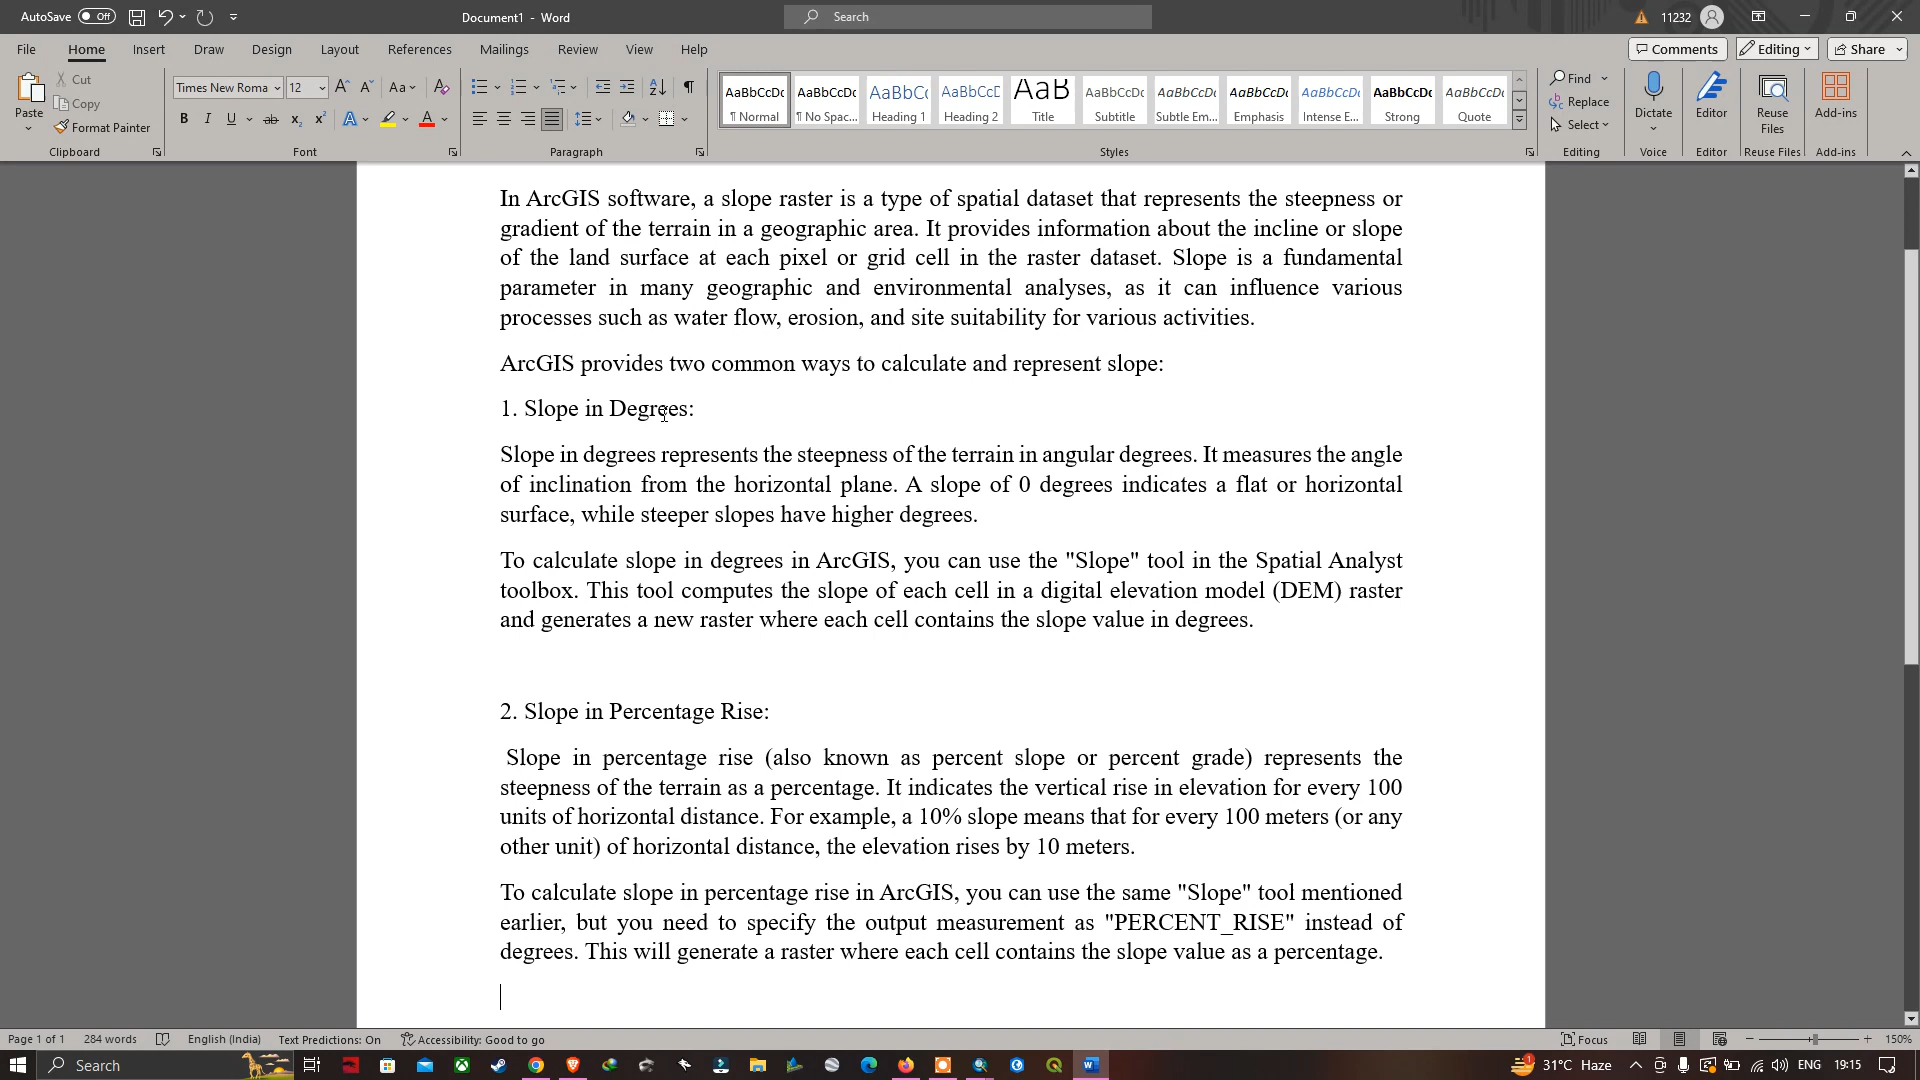 AutoSave Off Document1 - Word Search 11232
File Home Insert Draw Design Layout References Mailings Review View Help Comments Editing Share
Paste Cut Copy Format Painter
Times New Roma 12 Aa
AaBbCcDc AaBbCcDc AaBbC AaBbCcD AaB AaBbCcD AaBbCcDc AaBbCcDc AaBbCcDc AaBbCcDc AaBbCcDc
¶ Normal ¶ No Spac... Heading 1 Heading 2 Title Subtitle Subtle Em... Emphasis Intense E... Strong Quote
Find Replace Select Dictate Editor Reuse Files Add-ins
Clipboard Font Paragraph Styles Editing Voice Editor Reuse Files Add-ins
In ArcGIS software, a slope raster is a type of spatial dataset that represents the steepness or
gradient of the terrain in a geographic area. It provides information about the incline or slope
of the land surface at each pixel or grid cell in the raster dataset. Slope is a fundamental
parameter in many geographic and environmental analyses, as it can influence various
processes such as water flow, erosion, and site suitability for various activities.
ArcGIS provides two common ways to calculate and represent slope:
1. Slope in Degrees:
Slope in degrees represents the steepness of the terrain in angular degrees. It measures the angle
of inclination from the horizontal plane. A slope of 0 degrees indicates a flat or horizontal
surface, while steeper slopes have higher degrees.
To calculate slope in degrees in ArcGIS, you can use the "Slope" tool in the Spatial Analyst
toolbox. This tool computes the slope of each cell in a digital elevation model (DEM) raster
and generates a new raster where each cell contains the slope value in degrees.
2. Slope in Percentage Rise:
Slope in percentage rise (also known as percent slope or percent grade) represents the
steepness of the terrain as a percentage. It indicates the vertical rise in elevation for every 100
units of horizontal distance. For example, a 10% slope means that for every 100 meters (or any
other unit) of horizontal distance, the elevation rises by 10 meters.
To calculate slope in percentage rise in ArcGIS, you can use the same "Slope" tool mentioned
earlier, but you need to specify the output measurement as "PERCENT_RISE" instead of
degrees. This will generate a raster where each cell contains the slope value as a percentage.
Page 1 of 1 284 words English (India) Text Predictions: On Accessibility: Good to go Focus 150%
Search 31°C Haze ENG 19:15